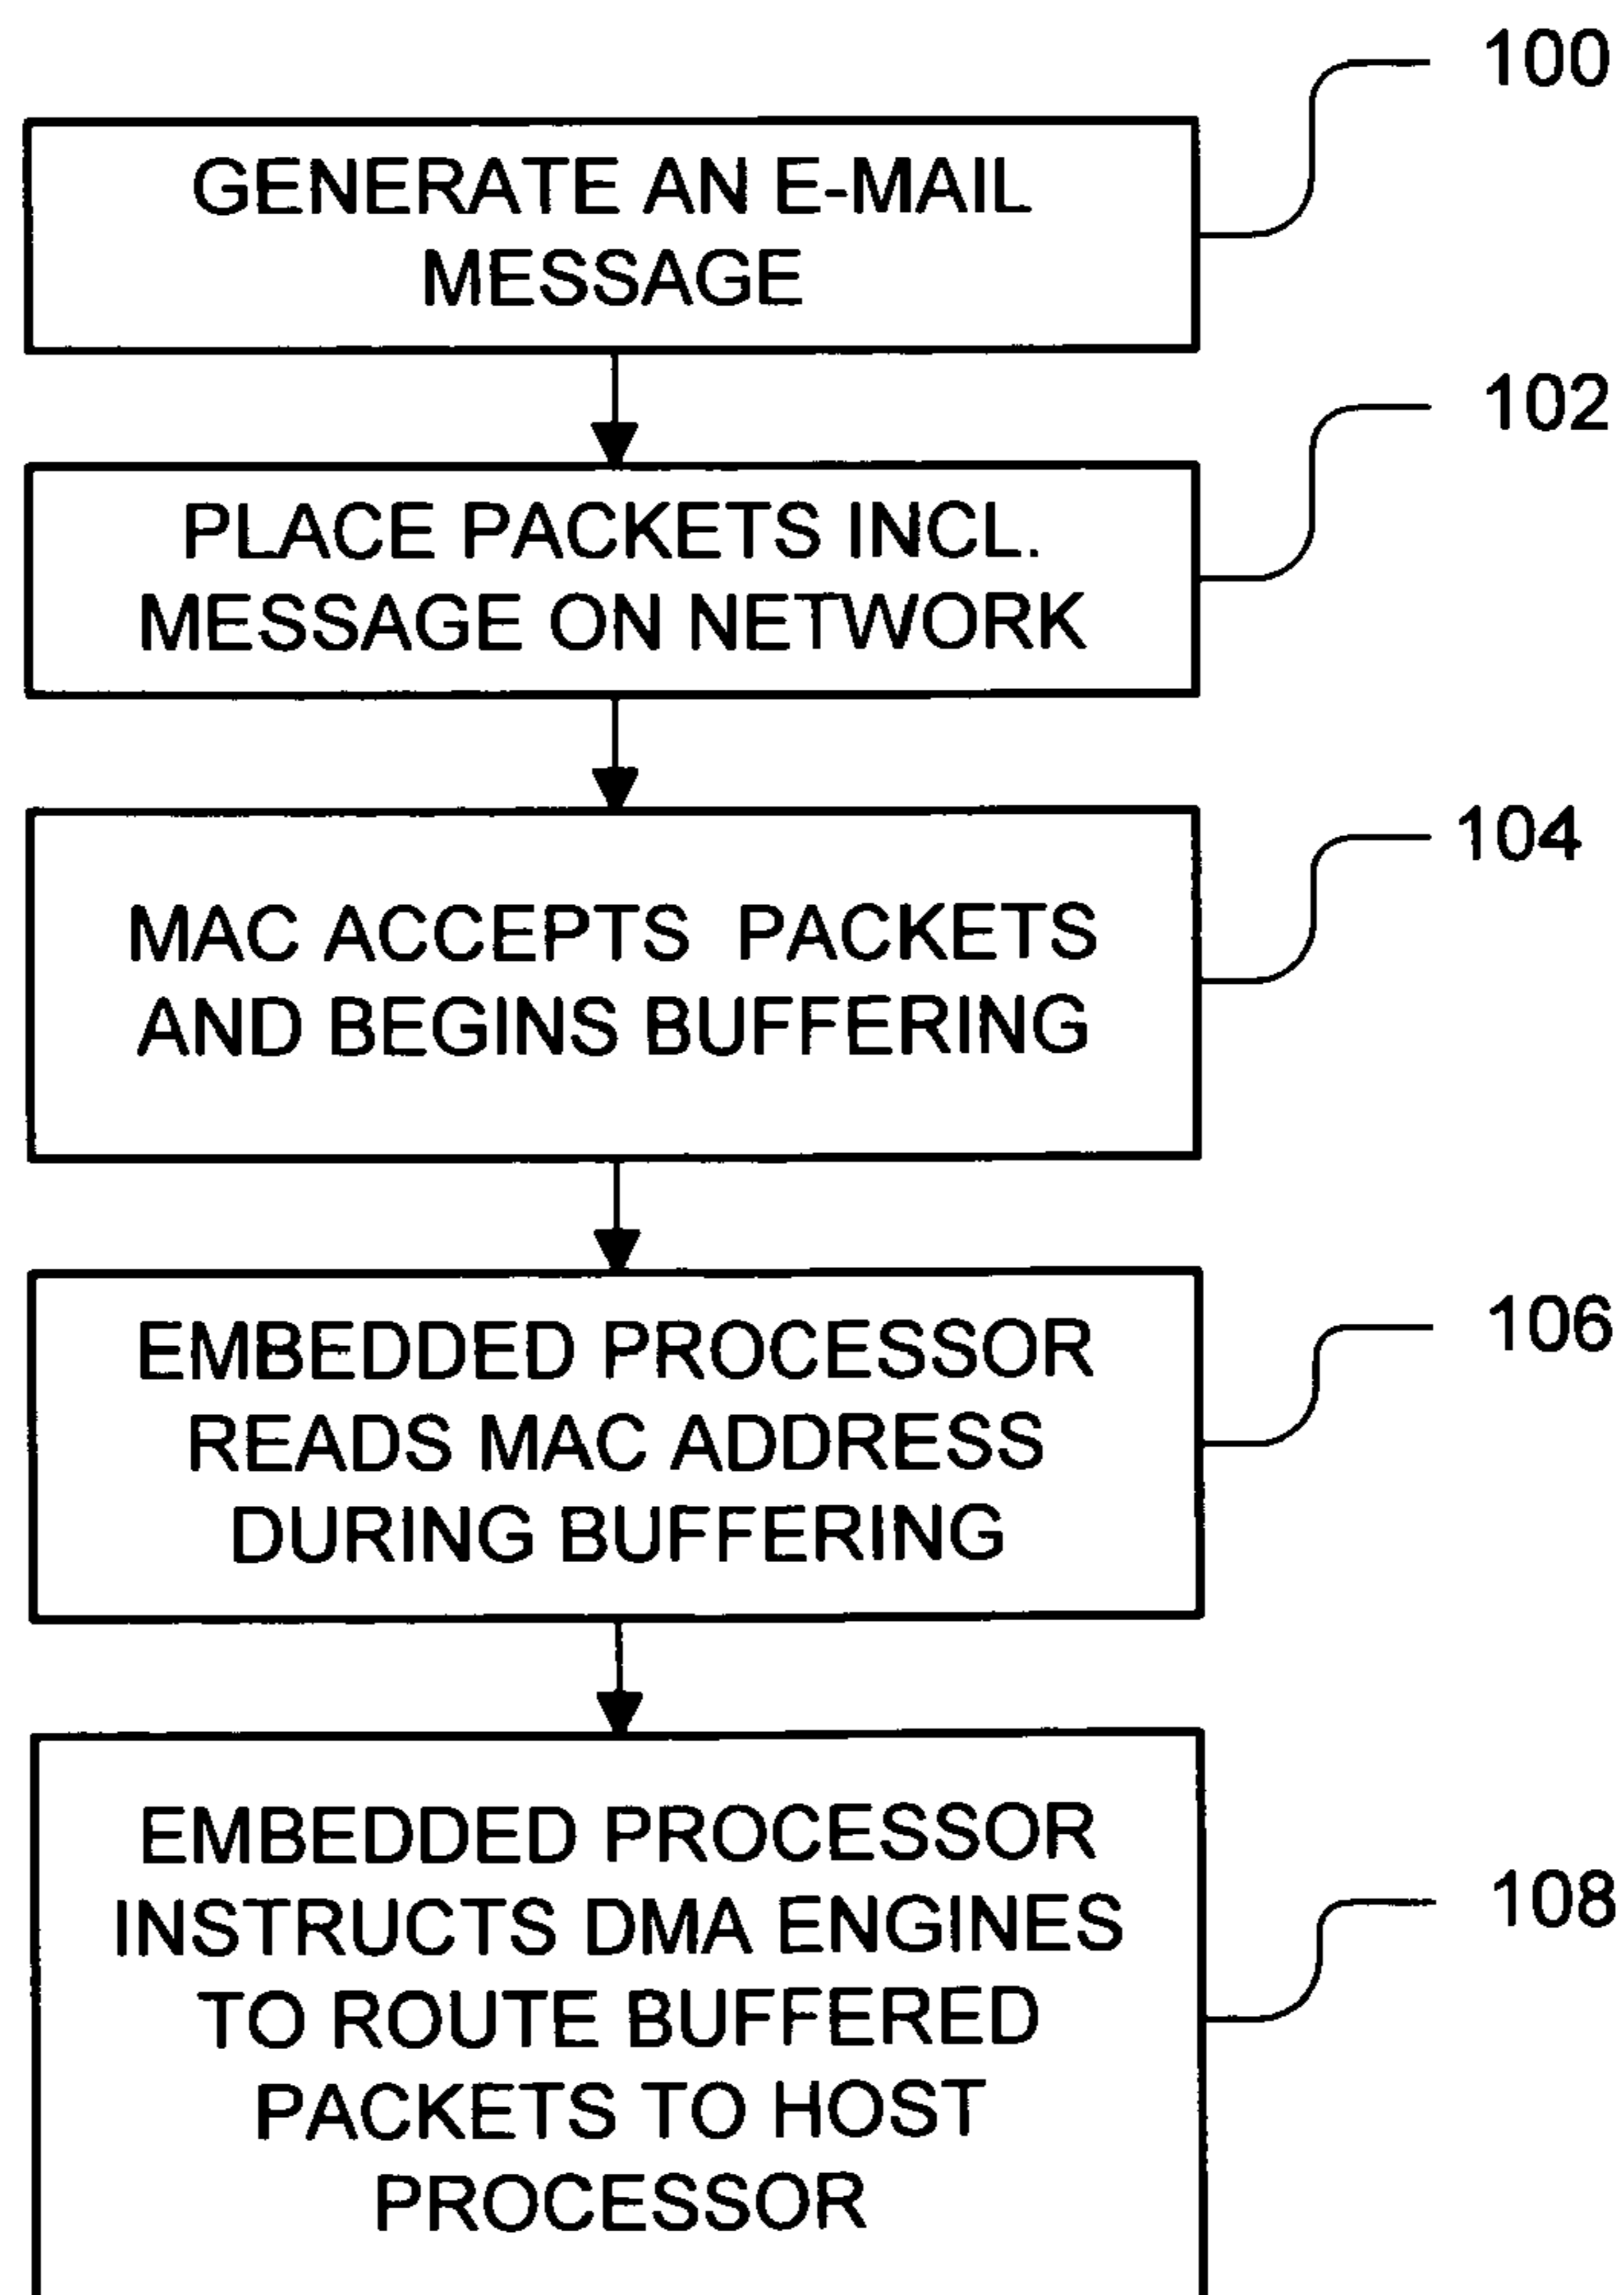 100
GENERATE AN E-MAIL
MESSAGE
102
PLACE PACKETS INCL.
MESSAGE ON NETWORK
104
MAC ACCEPTS PACKETS
AND BEGINS BUFFERING
106
EMBEDDED PROCESSOR
READS MAC ADDRESS
DURING BUFFERING
108
EMBEDDED PROCESSOR
INSTRUCTS DMA ENGINES
TO ROUTE BUFFERED
PACKETS TO HOST
PROCESSOR